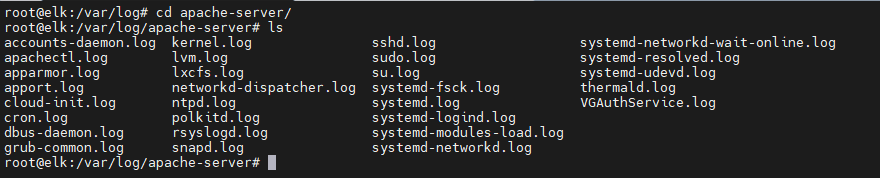 root@elk:/var/log# cd apache-server/
root@elk:/var/log/apache-server# ls
accounts-daemon.log  kernel.log                sshd.log                  systemd-networkd-wait-online.log
apachectl.log        lvm.log                   sudo.log                  systemd-resolved.log
apparmor.log         lxcfs.log                 su.log                    systemd-udevd.log
apport.log           networkd-dispatcher.log   systemd-fsck.log          thermald.log
cloud-init.log       ntpd.log                  systemd.log               VGAuthService.log
cron.log             polkitd.log               systemd-logind.log
dbus-daemon.log      rsyslogd.log              systemd-modules-load.log
grub-common.log      snapd.log                 systemd-networkd.log
root@elk:/var/log/apache-server#